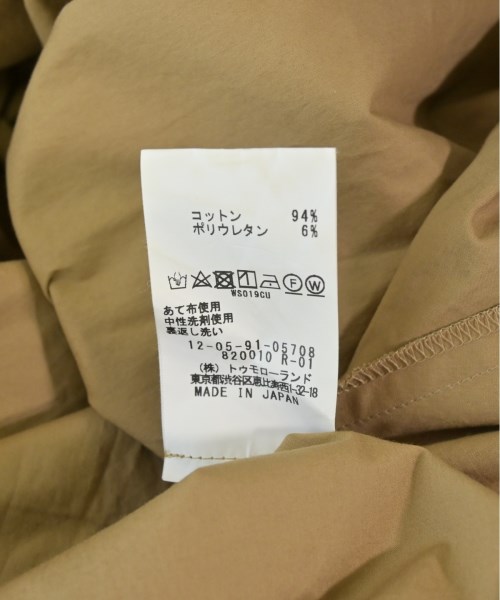 コットン 94%
ポリウレタン 6%
F W
WS019CU
あて布使用
中性洗剤使用
裏返し洗い
12-05-91-05708
820010 R-01
(株) トゥモローランド
東京都渋谷区恵比寿西1-32-18
MADE IN JAPAN